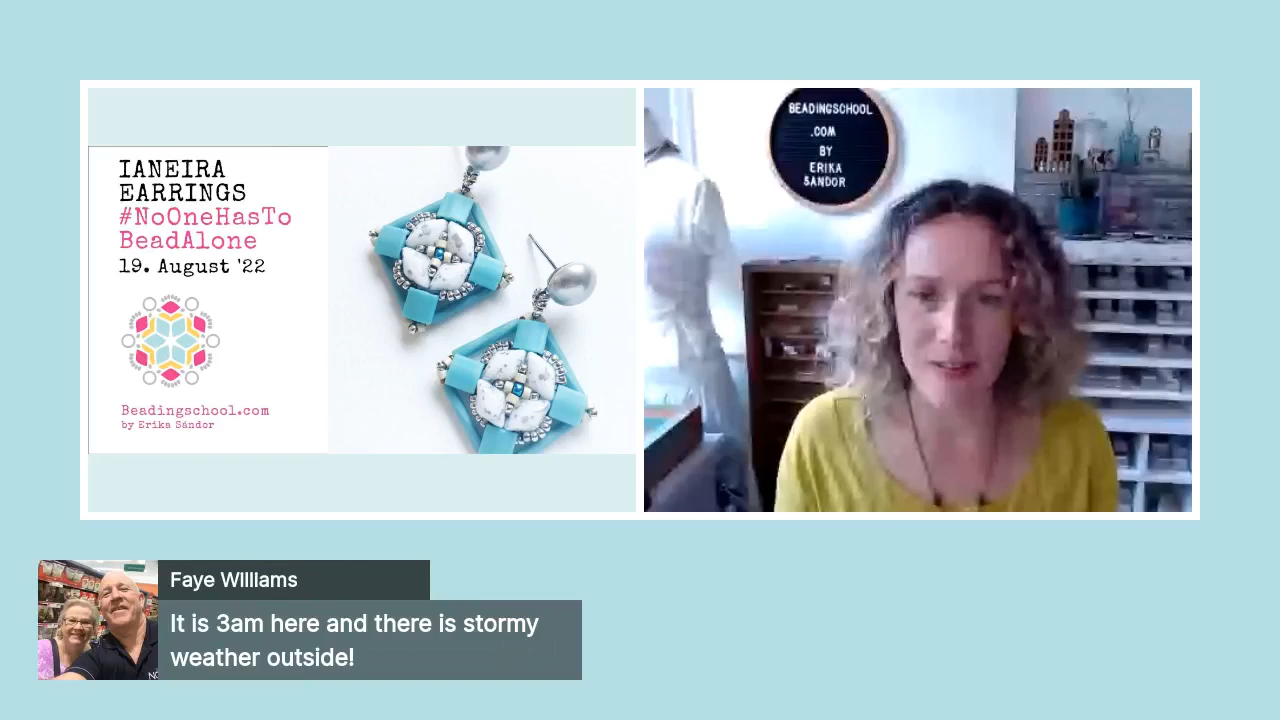 IANEIRA
EARRINGS
#NoOneHasTo
BeadAlone
19. August '22
Beadingschool.com
by Erika Sándor
BEADINGSCHOOL
.COM
BY
ERIKA
SANDOR
Faye Williams
It is 3am here and there is stormy
weather outside!